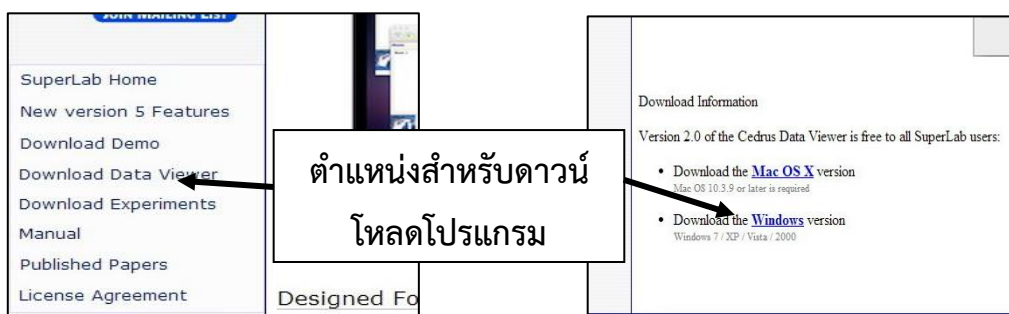 JOIN MAILING LIST
SuperLab Home
New version 5 Features
Download Demo
Download Data Viewer
Download Experiments
Manual
Published Papers
License Agreement
Designed Fo
ตำแหน่งสำหรับดาวน์
โหลดโปรแกรม
Download Information
Version 2.0 of the Cedrus Data Viewer is free to all SuperLab users:
• Download the Mac OS X version
Mac OS 10.3.9 or later is required
• Download the Windows version
Windows 7 / XP / Vista / 2000